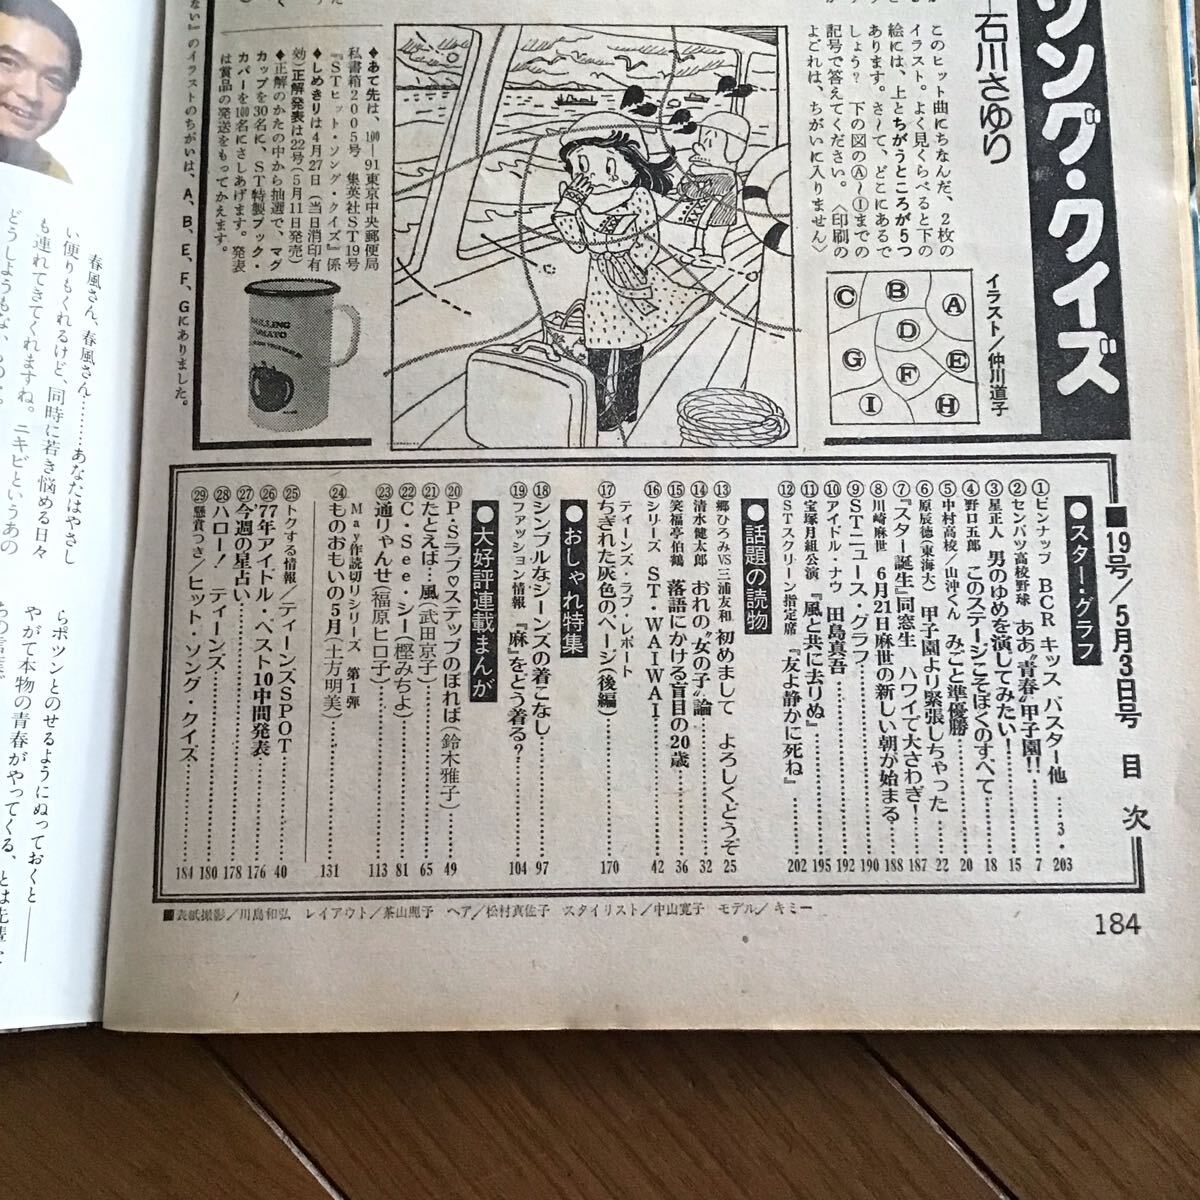 ソング・クイズ
石川さゆり
このヒット曲にちなんだ、2枚の
イラスト。よく見くらべると下の
絵には、上とちがうところが5つ
あります。さ〜て、どこにあるで
しょう? 下の図のⒶ〜Ⓘまでの
記号で答えてください。〈印刷の
よごれは、ちがいに入りません〉
イラスト/仲川道子
A
B
C
D
E
F
G
H
I
◆あて先は、100-91東京中央郵便局
私書箱2005号 集英社ST19号
『STヒット・ソング・クイズ』係
◆しめきりは4月27日(当日消印有
効)正解発表は22号(5月11日発売)
◆正解のかたの中から抽選で、マグ
カップを30名に、ST特製ブック・
カバーを100名にさしあげます。発表
は賞品の発送をもってかえます。
ない』のイラストのちがいは、A、B、E、F、Gにありました。
■19号/5月3日号 目次
●スター・グラフ
①ピンナップ BCR キッス バスター他……3・203
②センバツ高校野球 ああ“青春”甲子園!!……7
③星正人 男のゆめを演じてみたい!……15
④野口五郎 このステージこそぼくのすべて……18
⑤中村高校/山沖くん みごと準優勝……20
⑥原辰徳(東海大) 甲子園より緊張しちゃった……22
⑦『スター誕生』同窓生 ハワイで大さわぎ!……187
⑧川崎麻世 6月21日麻世の新しい朝が始まる……188
⑨STニュース・グラフ……190
⑩アイドル・ナウ 田島真吾……192
⑪宝塚月組公演 『風と共に去りぬ』……195
⑫STスクリーン指定席 『友よ静かに死ね』……202
●話題の読物
⑬郷ひろみVS三浦友和 初めまして よろしくどうぞ 25
⑭清水健太郎 おれの“女の子”論……32
⑮笑福亭伯鶴 落語にかける盲目の20歳……36
⑯シリーズ ST・WAIWAI……42
ティーンズ・ラブ・レポート
⑰ちぎれた灰色のページ(後編)……170
●おしゃれ特集
⑱シンプルな、ジーンズの着こなし……97
⑲ファッション情報 『麻』をどう着る?……104
●大好評連載まんが
⑳P・Sラブ♡ステップのぼれば(鈴木雅子)……49
㉑たとえば…風(武田京子)……65
㉒C・See・シー(樫みちよ)……81
㉓通りゃんせ(福原ヒロ子)……113
May作読切りシリーズ 第1弾
㉔ものおもいの5月(土方明美)……131
㉕トクする情報/ティーンズSPOT……40
㉖'77年アイドル・ベスト10中間発表……176
㉗今週の星占い……178
㉘ハロー! ティーンズ……180
㉙懸賞つき/ヒット・ソング・クイズ……184
■表紙撮影/川島和弘 レイアウト/茶山照子 ヘア/松村真佐子 スタイリスト/中山寛子 モデル/キミー
184
春風さん、春風さん………あなたはやさし
い便りもくれるけど、同時に若き悩める日々
も連れてきてくれますね。ニキビというあの
らポツンとのせるようにぬっておくと――
やがて本物の青春がやってくる、とは先輩